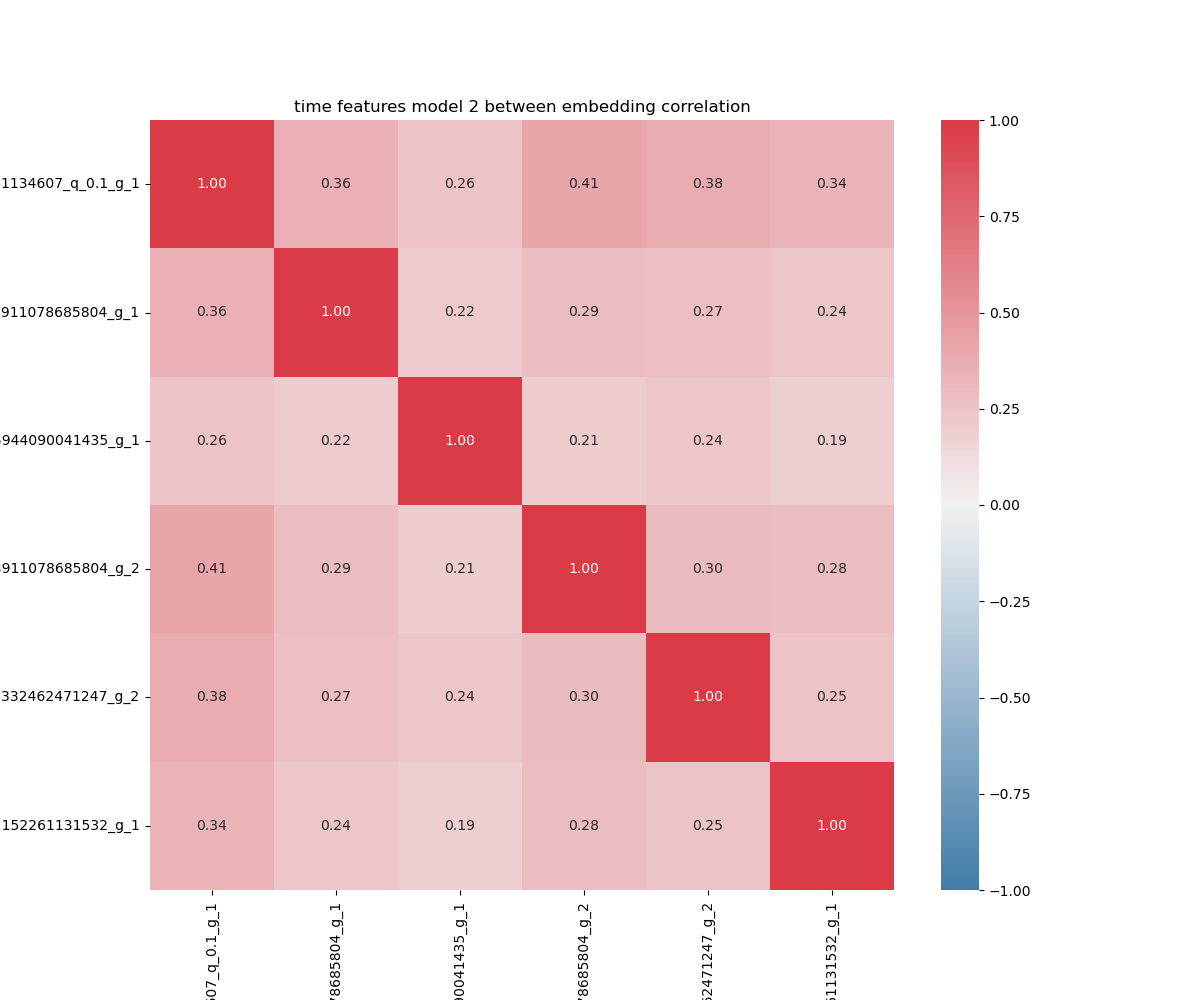 time features model 2 between embedding correlation
1134607_q_0.1_g_1
1.00 0.36 0.26 0.41 0.38 0.34
911078685804_g_1
0.36 1.00 0.22 0.29 0.27 0.24
944090041435_g_1
0.26 0.22 1.00 0.21 0.24 0.19
911078685804_g_2
0.41 0.29 0.21 1.00 0.30 0.28
332462471247_g_2
0.38 0.27 0.24 0.30 1.00 0.25
152261131532_g_1
0.34 0.24 0.19 0.28 0.25 1.00
607_q_0.1_g_1
78685804_g_1
90041435_g_1
78685804_g_2
62471247_g_2
61131532_g_1
1.00
0.75
0.50
0.25
0.00
−0.25
−0.50
−0.75
−1.00